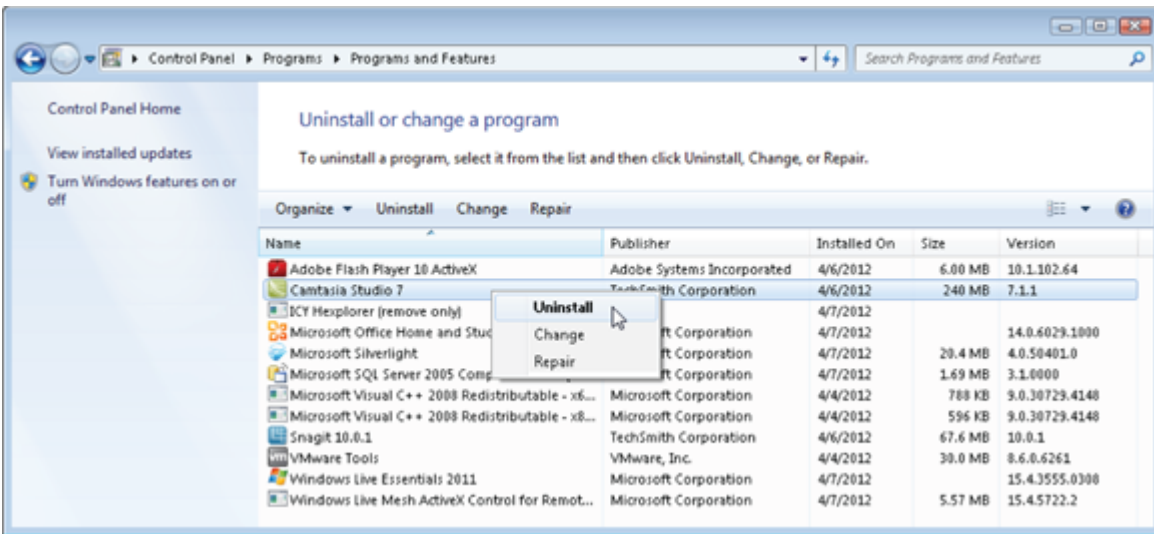 Control Panel Programs Programs and Features Search Programs and Features
Control Panel Home
View installed updates
Turn Windows features on or
off
Uninstall or change a program
To uninstall a program, select it from the list and then click Uninstall, Change, or Repair.
Organize Uninstall Change Repair
Name Publisher Installed On Size Version
Adobe Flash Player 10 ActiveX Adobe Systems Incorporated 4/6/2012 6.00 MB 10.1.102.64
Camtasia Studio 7 TechSmith Corporation 4/6/2012 240 MB 7.1.1
ICY Hexplorer (remove only) 4/7/2012
Microsoft Office Home and Stud ft Corporation 4/7/2012 14.0.6029.1000
Microsoft Silverlight ft Corporation 4/7/2012 20.4 MB 4.0.50401.0
Microsoft SQL Server 2005 Comp ft Corporation 4/7/2012 1.69 MB 3.1.0000
Microsoft Visual C++ 2008 Redistributable - x6... Microsoft Corporation 4/4/2012 788 KB 9.0.30729.4148
Microsoft Visual C++ 2008 Redistributable - x8... Microsoft Corporation 4/4/2012 596 KB 9.0.30729.4148
Snagit 10.0.1 TechSmith Corporation 4/6/2012 67.6 MB 10.0.1
VMware Tools VMware, Inc. 4/4/2012 30.0 MB 8.6.0.6261
Windows Live Essentials 2011 Microsoft Corporation 4/7/2012 15.4.3555.0308
Windows Live Mesh ActiveX Control for Remot... Microsoft Corporation 4/7/2012 5.57 MB 15.4.5722.2
Uninstall
Change
Repair